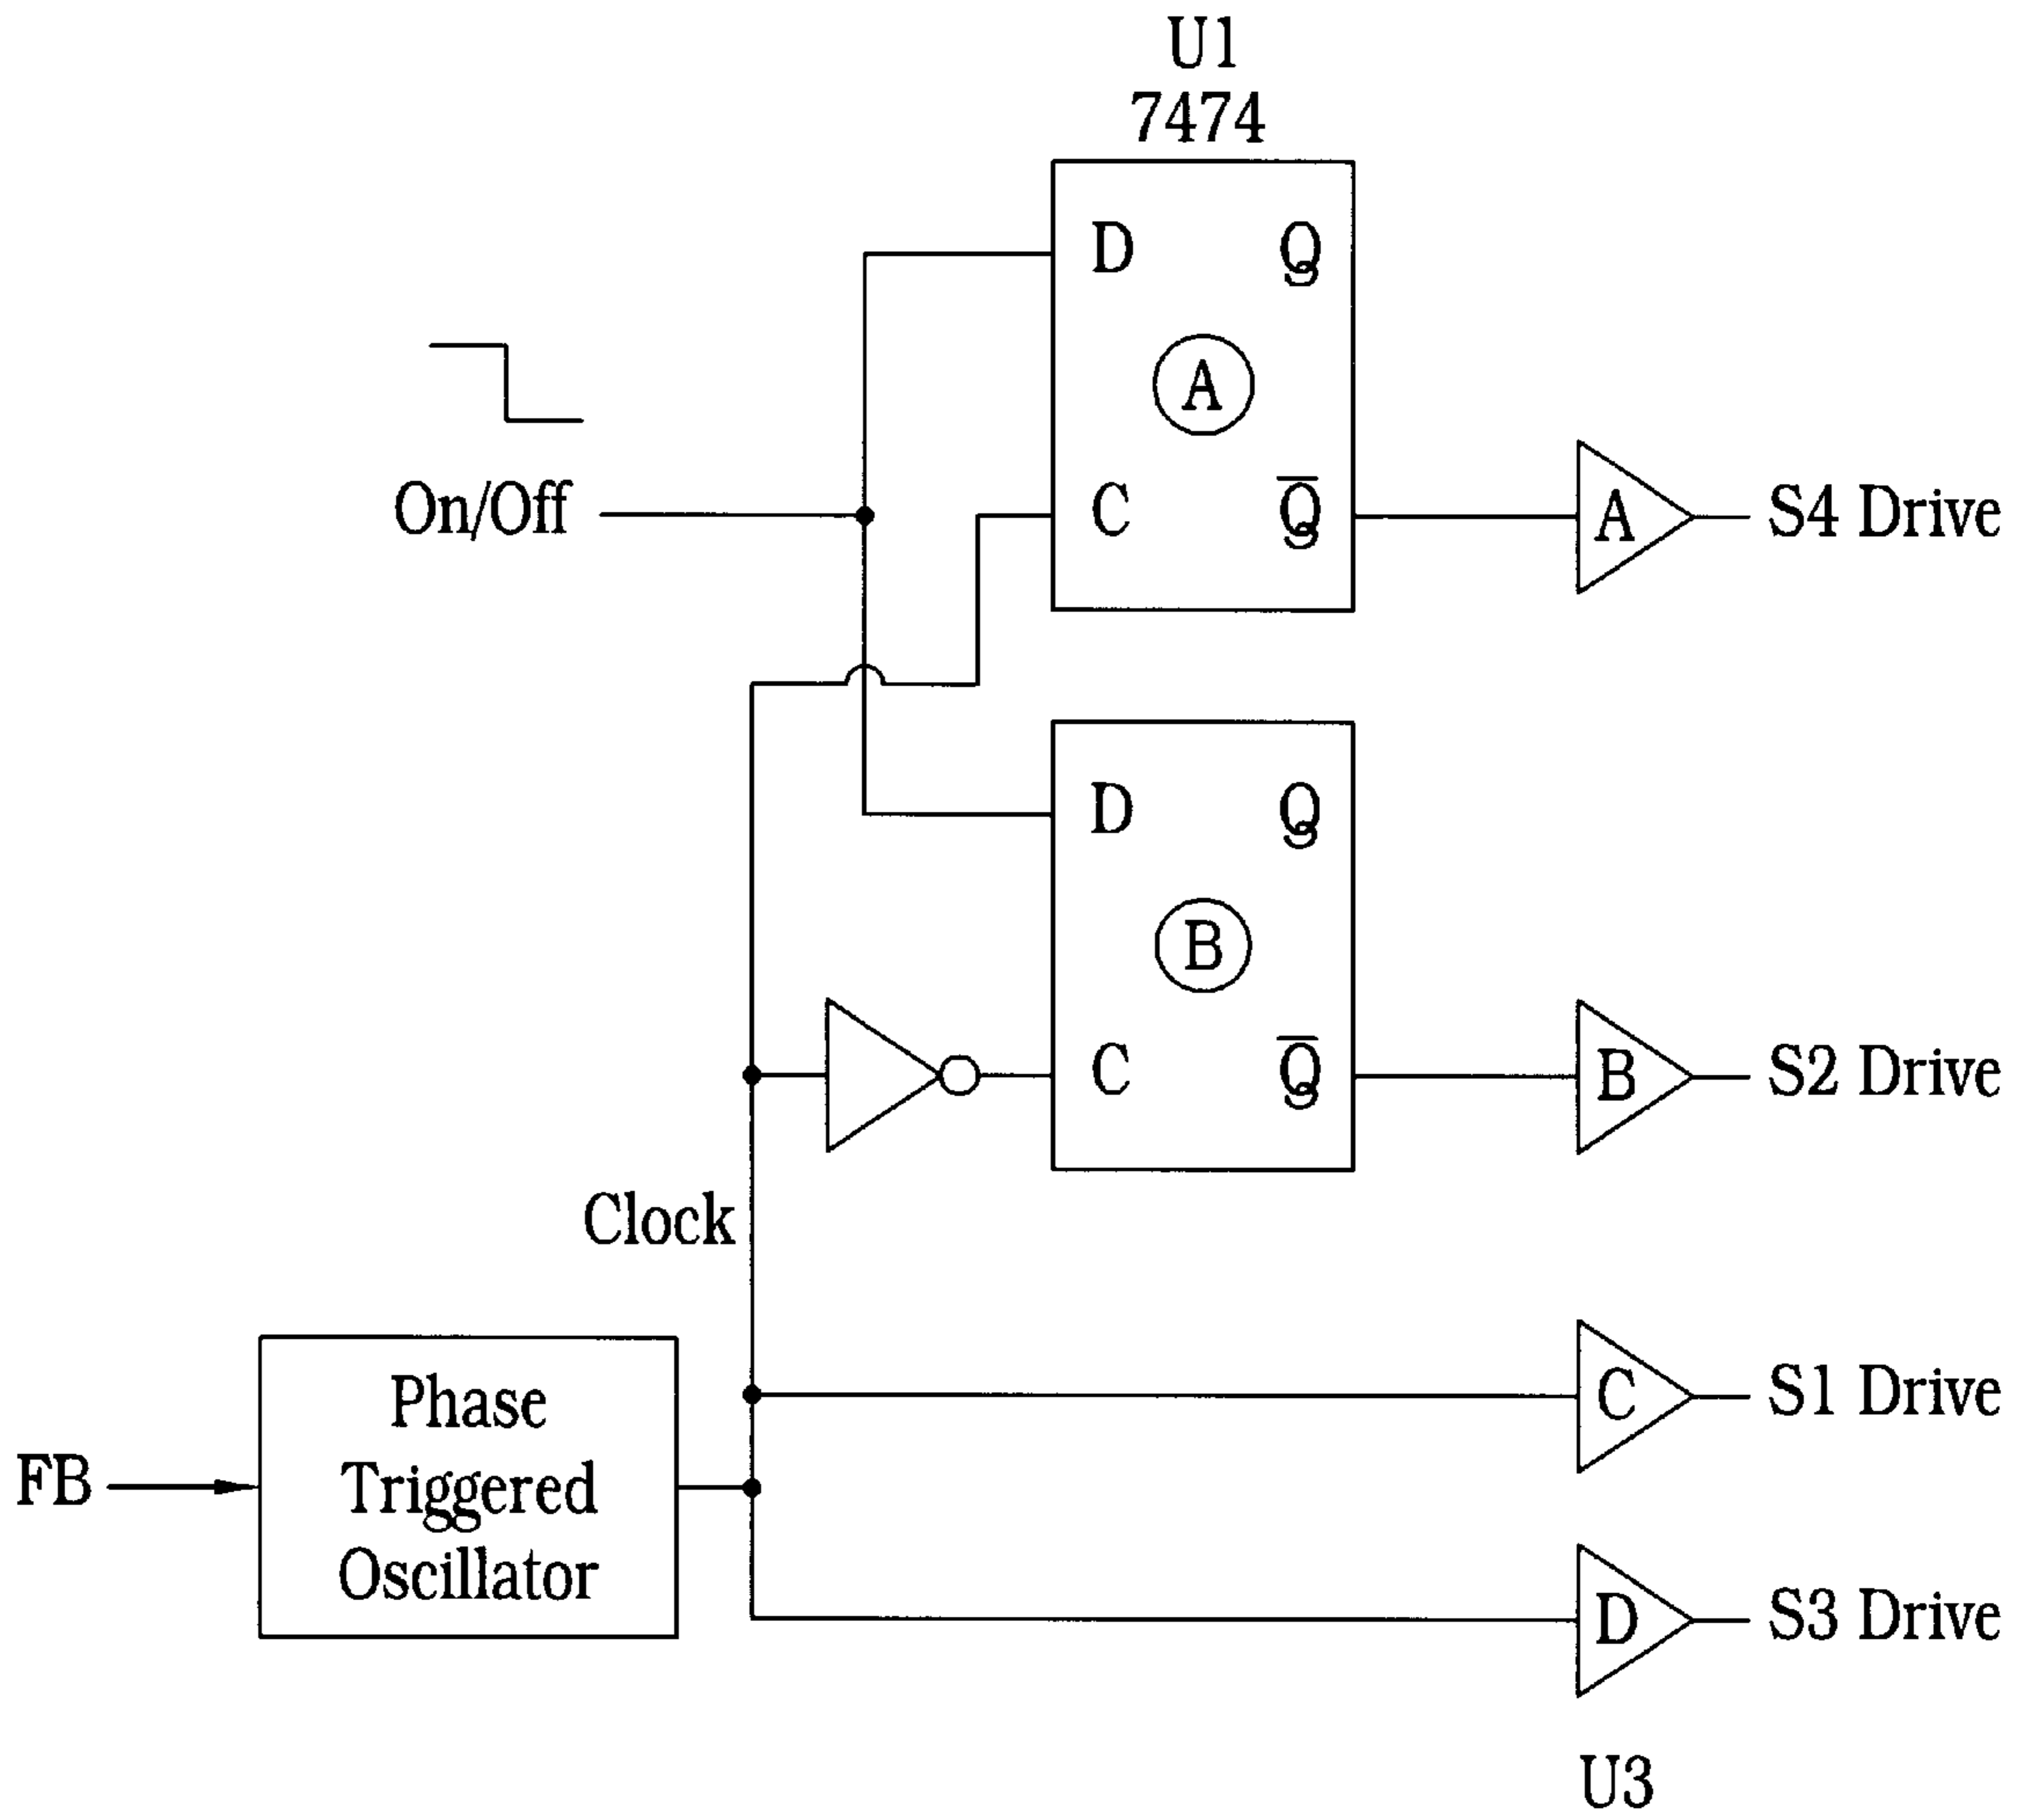 U1
7474
D Q
A
On/Off
C Q̅
A
S4 Drive
D Q
B
C Q̅
B
S2 Drive
Clock
Phase
Triggered
Oscillator
FB
C
S1 Drive
D
S3 Drive
U3